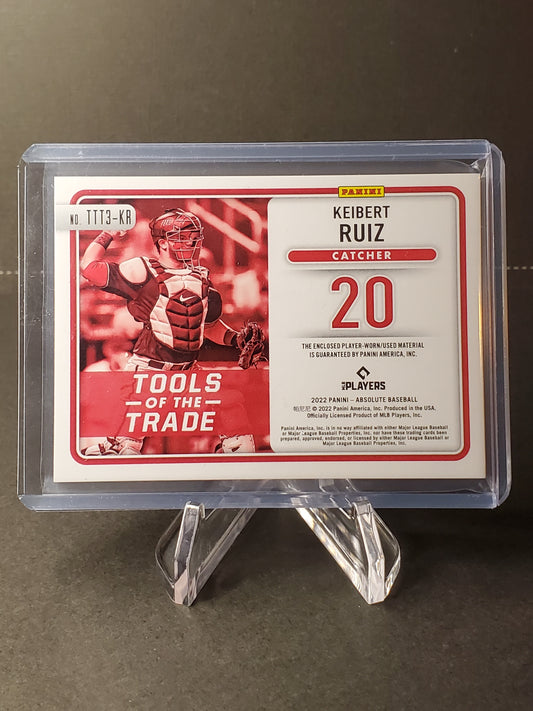 NO. TTT3-KR
PANINI
KEIBERT
RUIZ
CATCHER
20
THE ENCLOSED PLAYER-WORN/USED MATERIAL
IS GUARANTEED BY PANINI AMERICA, INC.
MLB PLAYERS
2022 PANINI – ABSOLUTE BASEBALL
帕尼尼 © 2022 Panini America, Inc. Produced in the USA.
Officially Licensed Product of MLB Players, Inc.
Panini America, Inc. is in no way affiliated with either Major League Baseball
or Major League Baseball Properties, Inc., nor have these trading cards been
prepared, approved, endorsed, or licensed by either Major League Baseball or
Major League Baseball Properties, Inc.
TOOLS
OF THE
TRADE